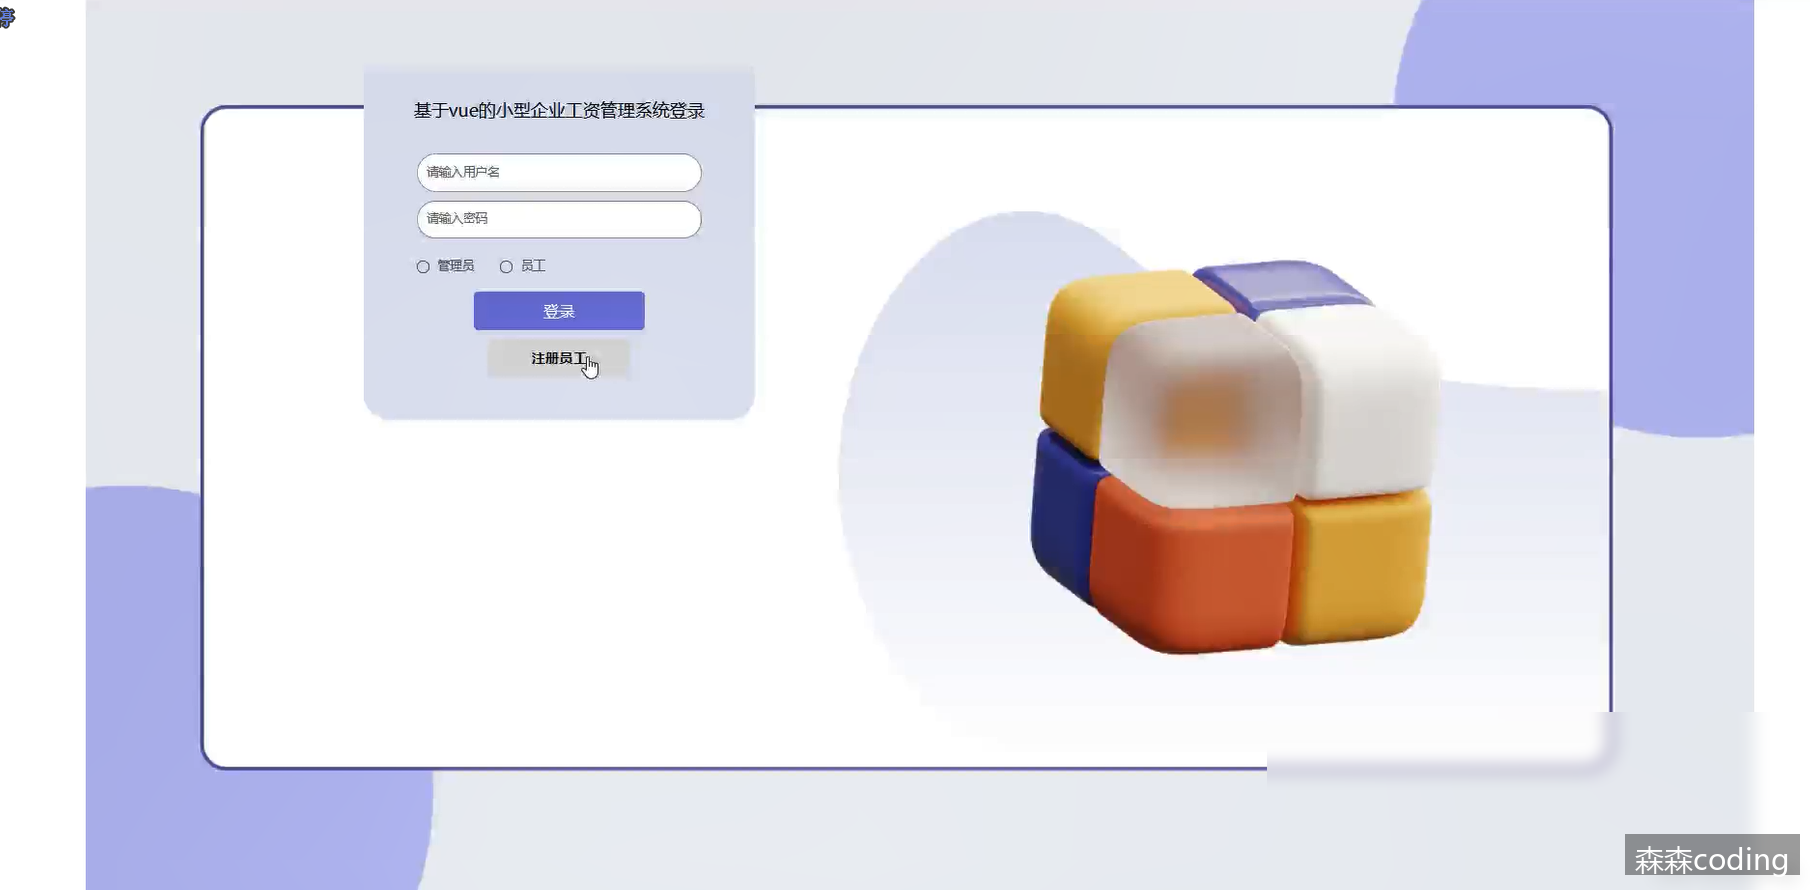 停
基于vue的小型企业工资管理系统登录
请输入用户名
请输入密码
管理员 员工
登录
注册员工
森森coding